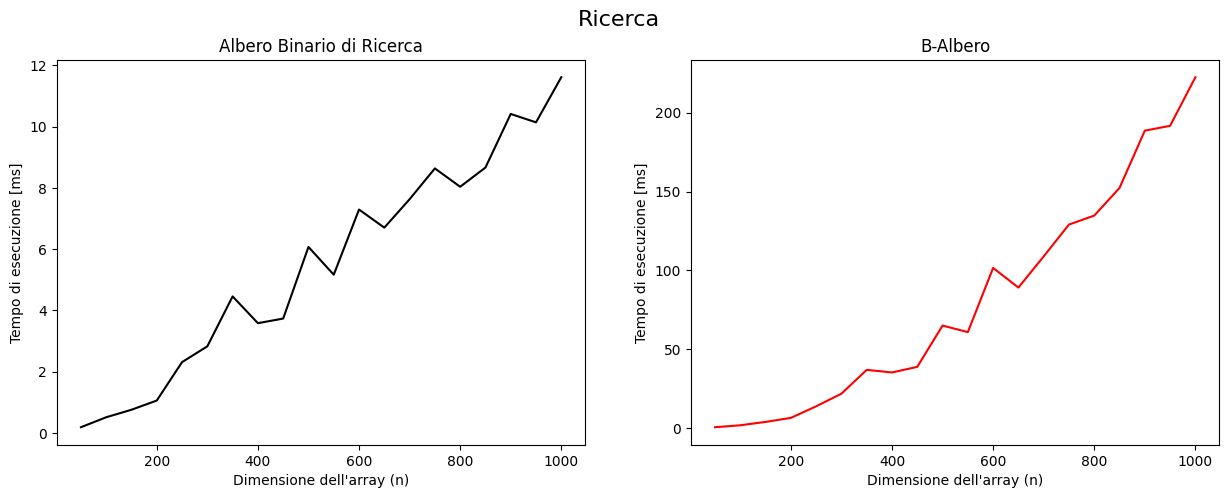 Ricerca
Albero Binario di Ricerca
Tempo di esecuzione [ms]
12
10
8
6
4
2
0
200 400 600 800 1000
Dimensione dell'array (n)
B-Albero
Tempo di esecuzione [ms]
200
150
100
50
0
200 400 600 800 1000
Dimensione dell'array (n)